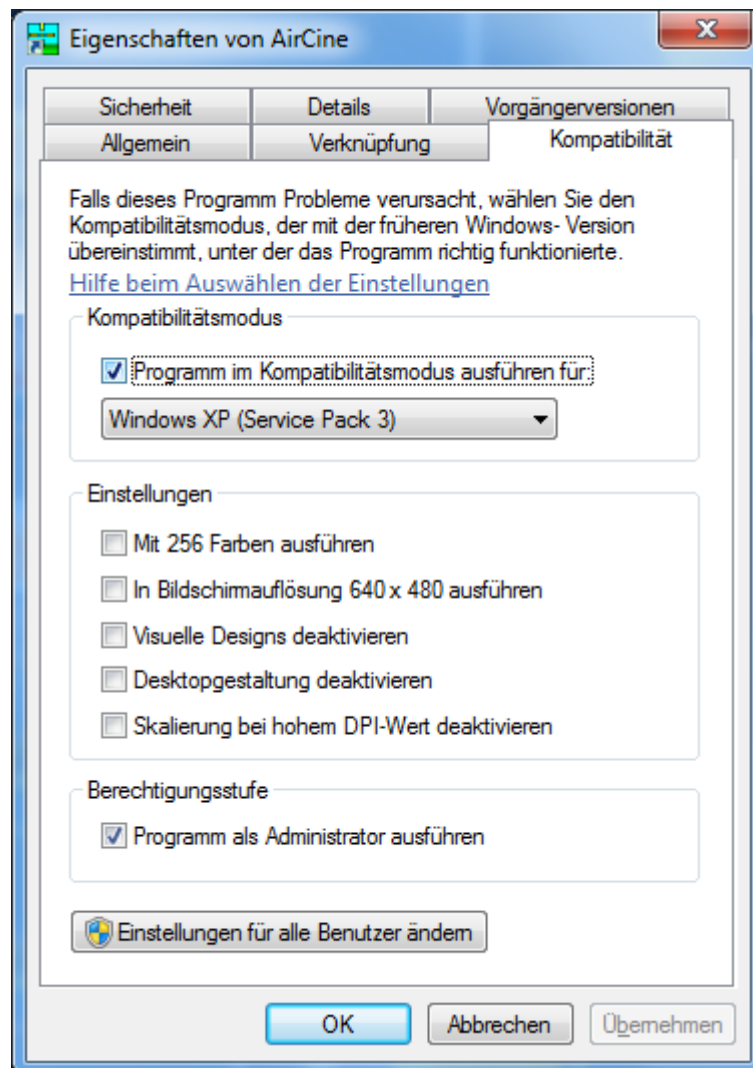 Eigenschaften von AirCine
Sicherheit
Details
Vorgängerversionen
Allgemein
Verknüpfung
Kompatibilität
Falls dieses Programm Probleme verursacht, wählen Sie den
Kompatibilitätsmodus, der mit der früheren Windows- Version
übereinstimmt, unter der das Programm richtig funktionierte.
Hilfe beim Auswählen der Einstellungen
Kompatibilitätsmodus
Programm im Kompatibilitätsmodus ausführen für:
Windows XP (Service Pack 3)
Einstellungen
Mit 256 Farben ausführen
In Bildschirmauflösung 640 x 480 ausführen
Visuelle Designs deaktivieren
Desktopgestaltung deaktivieren
Skalierung bei hohem DPI-Wert deaktivieren
Berechtigungsstufe
Programm als Administrator ausführen
Einstellungen für alle Benutzer ändern
OK
Abbrechen
Übernehmen